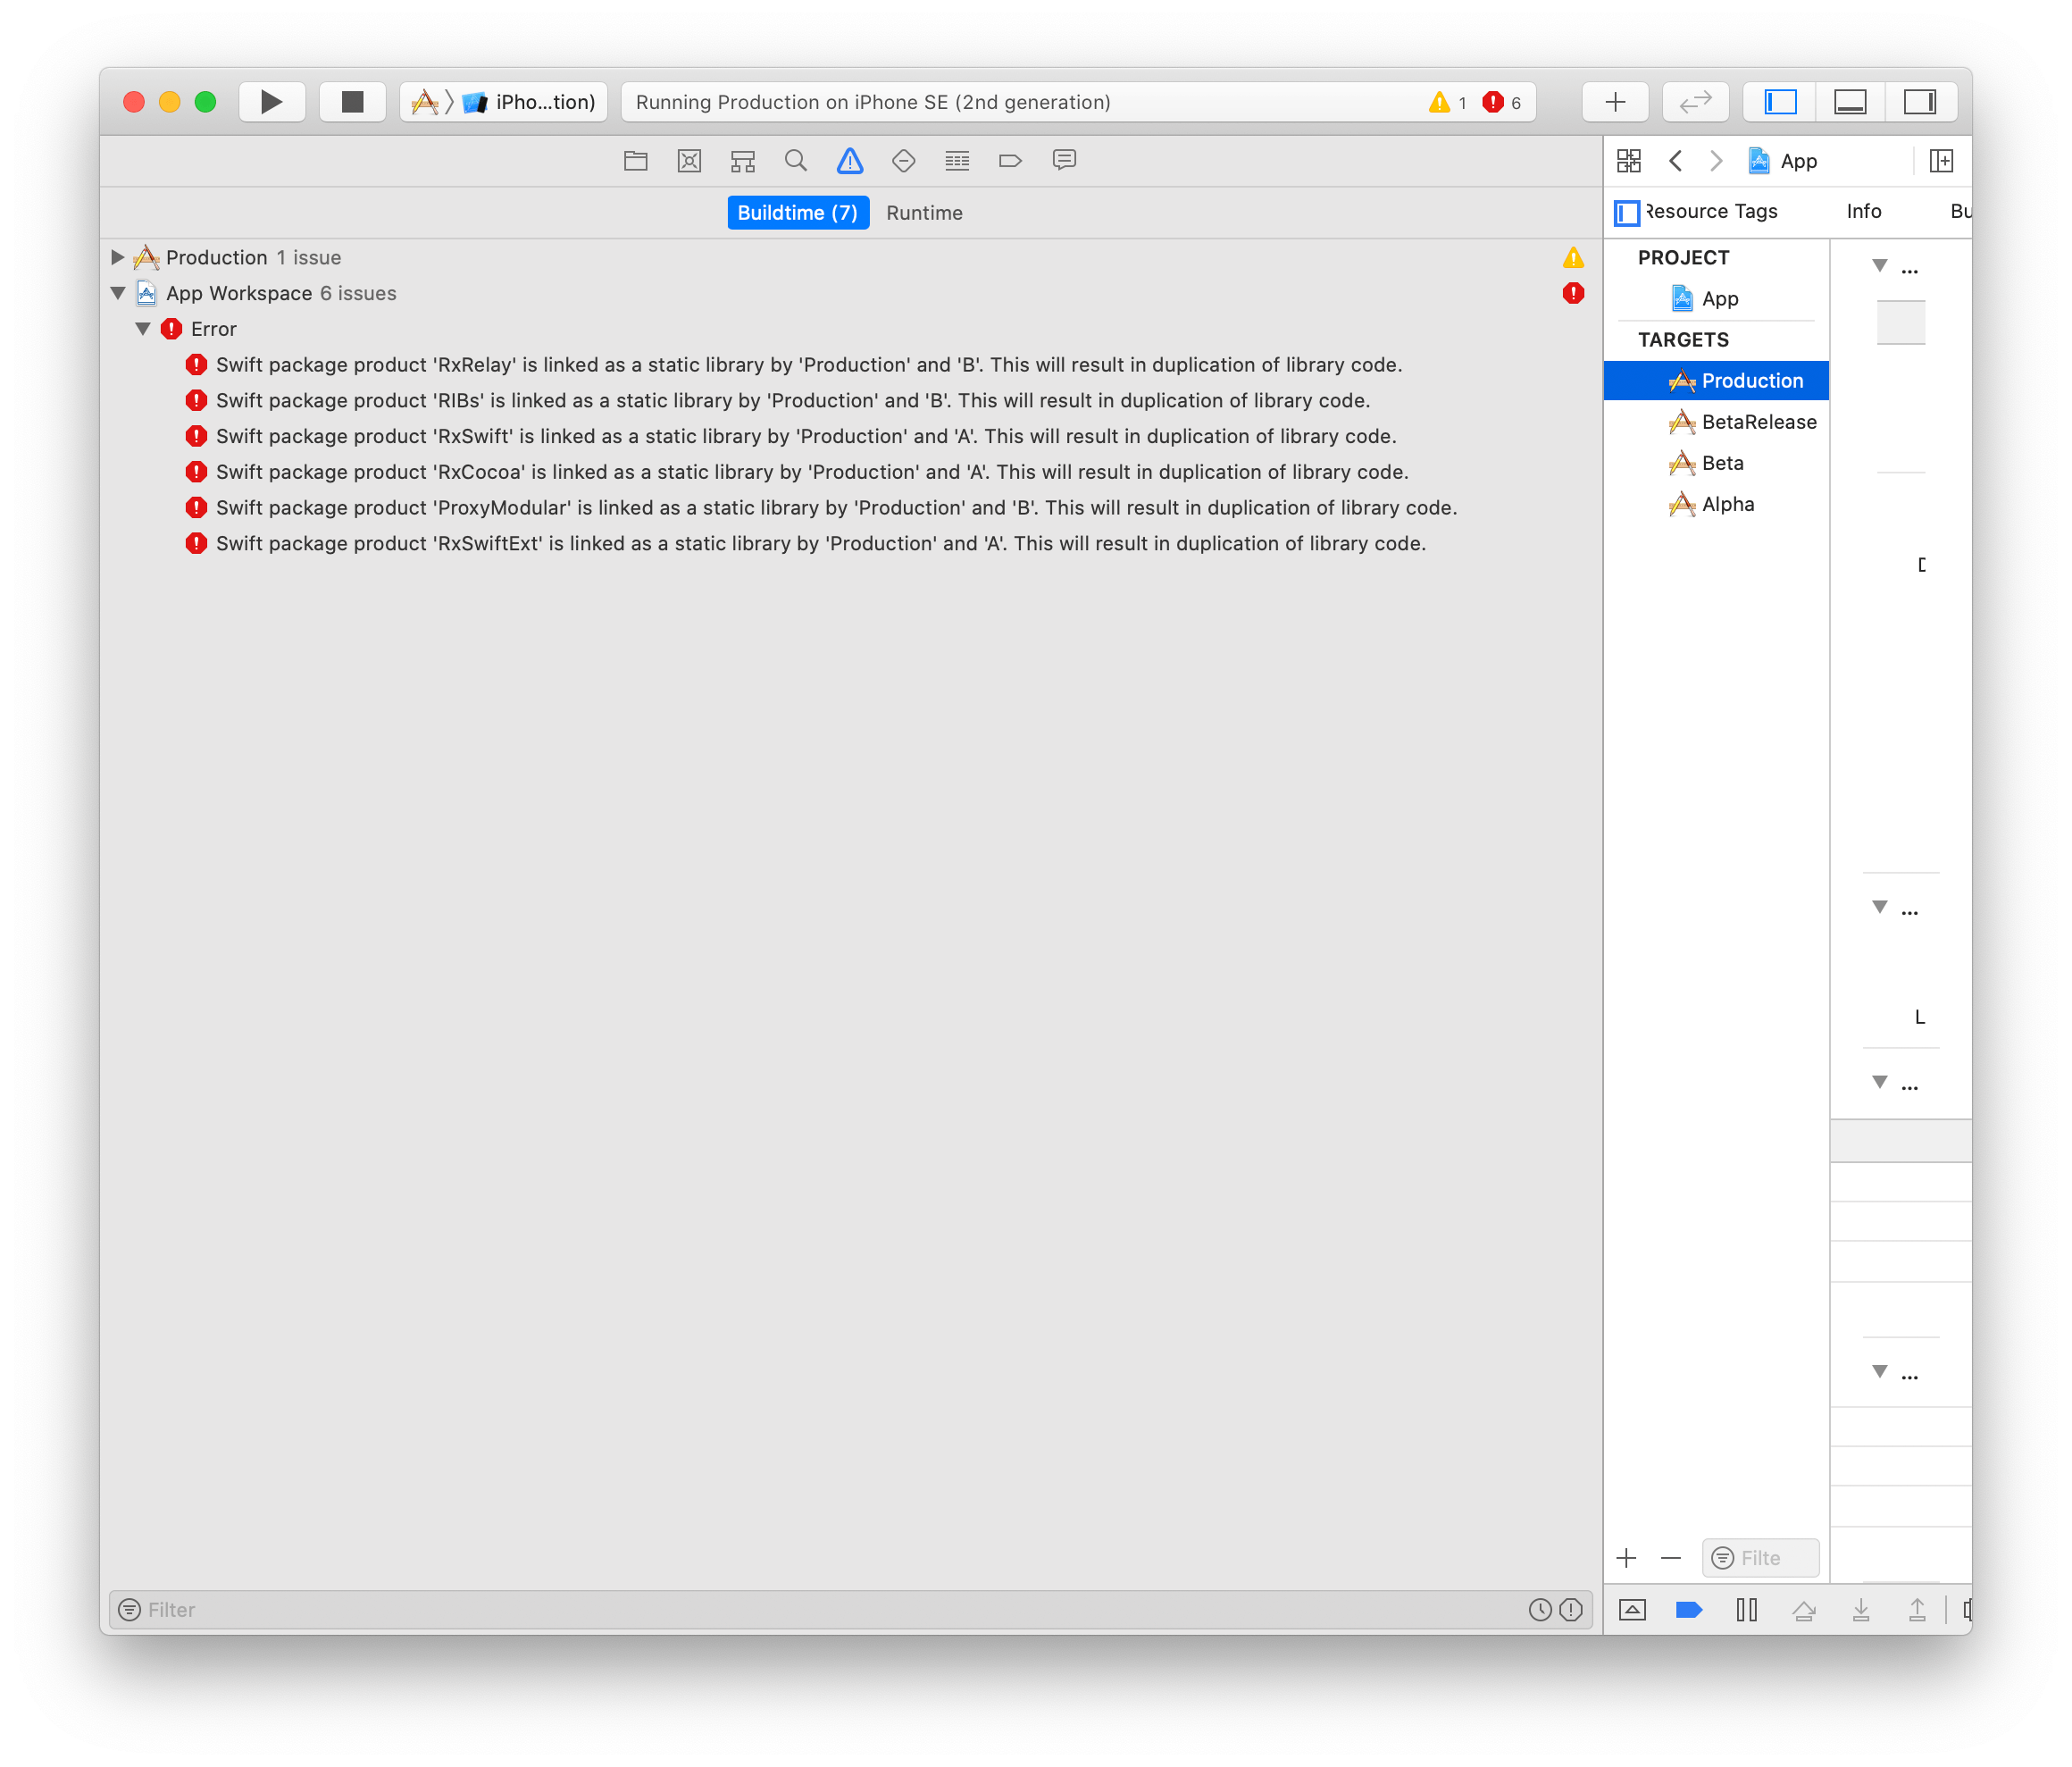 iPho...tion)
Running Production on iPhone SE (2nd generation)
1
6
App
Buildtime (7)
Runtime
Resource Tags
Info
Bu
Production 1 issue
App Workspace 6 issues
Error
Swift package product 'RxRelay' is linked as a static library by 'Production' and 'B'. This will result in duplication of library code.
Swift package product 'RIBs' is linked as a static library by 'Production' and 'B'. This will result in duplication of library code.
Swift package product 'RxSwift' is linked as a static library by 'Production' and 'A'. This will result in duplication of library code.
Swift package product 'RxCocoa' is linked as a static library by 'Production' and 'A'. This will result in duplication of library code.
Swift package product 'ProxyModular' is linked as a static library by 'Production' and 'B'. This will result in duplication of library code.
Swift package product 'RxSwiftExt' is linked as a static library by 'Production' and 'A'. This will result in duplication of library code.
PROJECT
App
TARGETS
Production
BetaRelease
Beta
Alpha
...
...
L
...
...
Filte
Filter